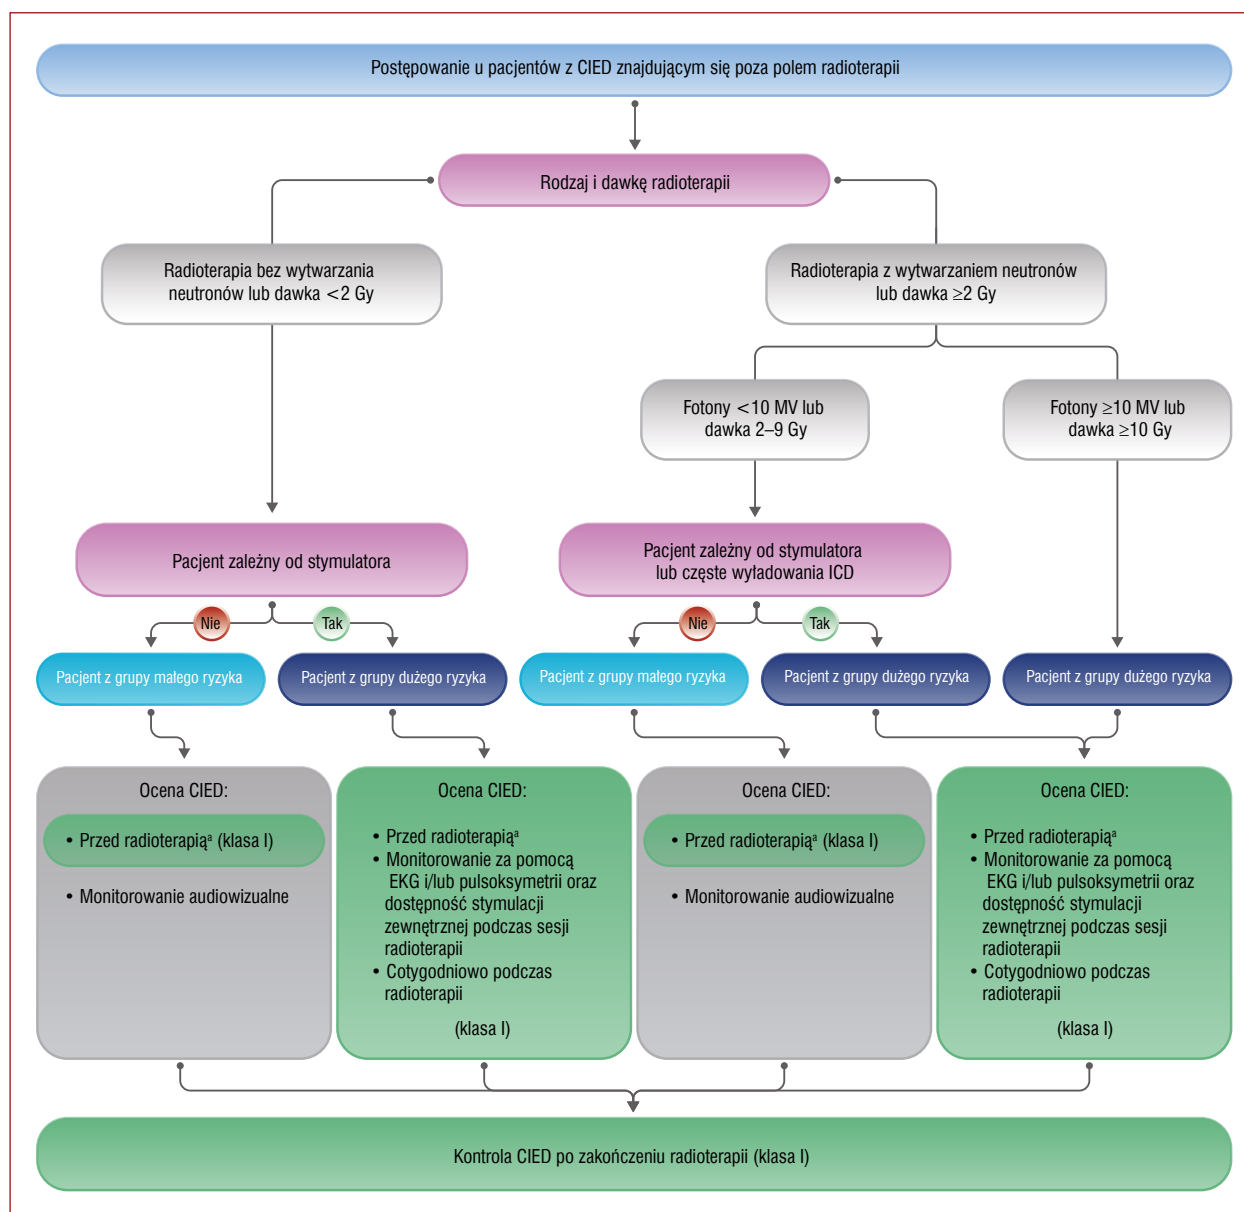 Postępowanie u pacjentów z CIED znajdującym się poza polem radioterapii
Rodzaj i dawkę radioterapii
Radioterapia bez wytwarzania
neutronów lub dawka <2 Gy
Radioterapia z wytwarzaniem neutronów
lub dawka ≥2 Gy
Fotony <10 MV lub
dawka 2–9 Gy
Fotony ≥10 MV lub
dawka ≥10 Gy
Pacjent zależny od stymulatora
Pacjent zależny od stymulatora
lub częste wyładowania ICD
Nie
Tak
Nie
Tak
Pacjent z grupy małego ryzyka
Pacjent z grupy dużego ryzyka
Pacjent z grupy małego ryzyka
Pacjent z grupy dużego ryzyka
Pacjent z grupy dużego ryzyka
Ocena CIED:
• Przed radioterapiąᵃ (klasa I)
• Monitorowanie audiowizualne
Ocena CIED:
• Przed radioterapiąᵃ
• Monitorowanie za pomocą
EKG i/lub pulsoksymetrii oraz
dostępność stymulacji
zewnętrznej podczas sesji
radioterapii
• Cotygodniowo podczas
radioterapii
(klasa I)
Ocena CIED:
• Przed radioterapiąᵃ (klasa I)
• Monitorowanie audiowizualne
Ocena CIED:
• Przed radioterapiąᵃ
• Monitorowanie za pomocą
EKG i/lub pulsoksymetrii oraz
dostępność stymulacji
zewnętrznej podczas sesji
radioterapii
• Cotygodniowo podczas
radioterapii
(klasa I)
Kontrola CIED po zakończeniu radioterapii (klasa I)